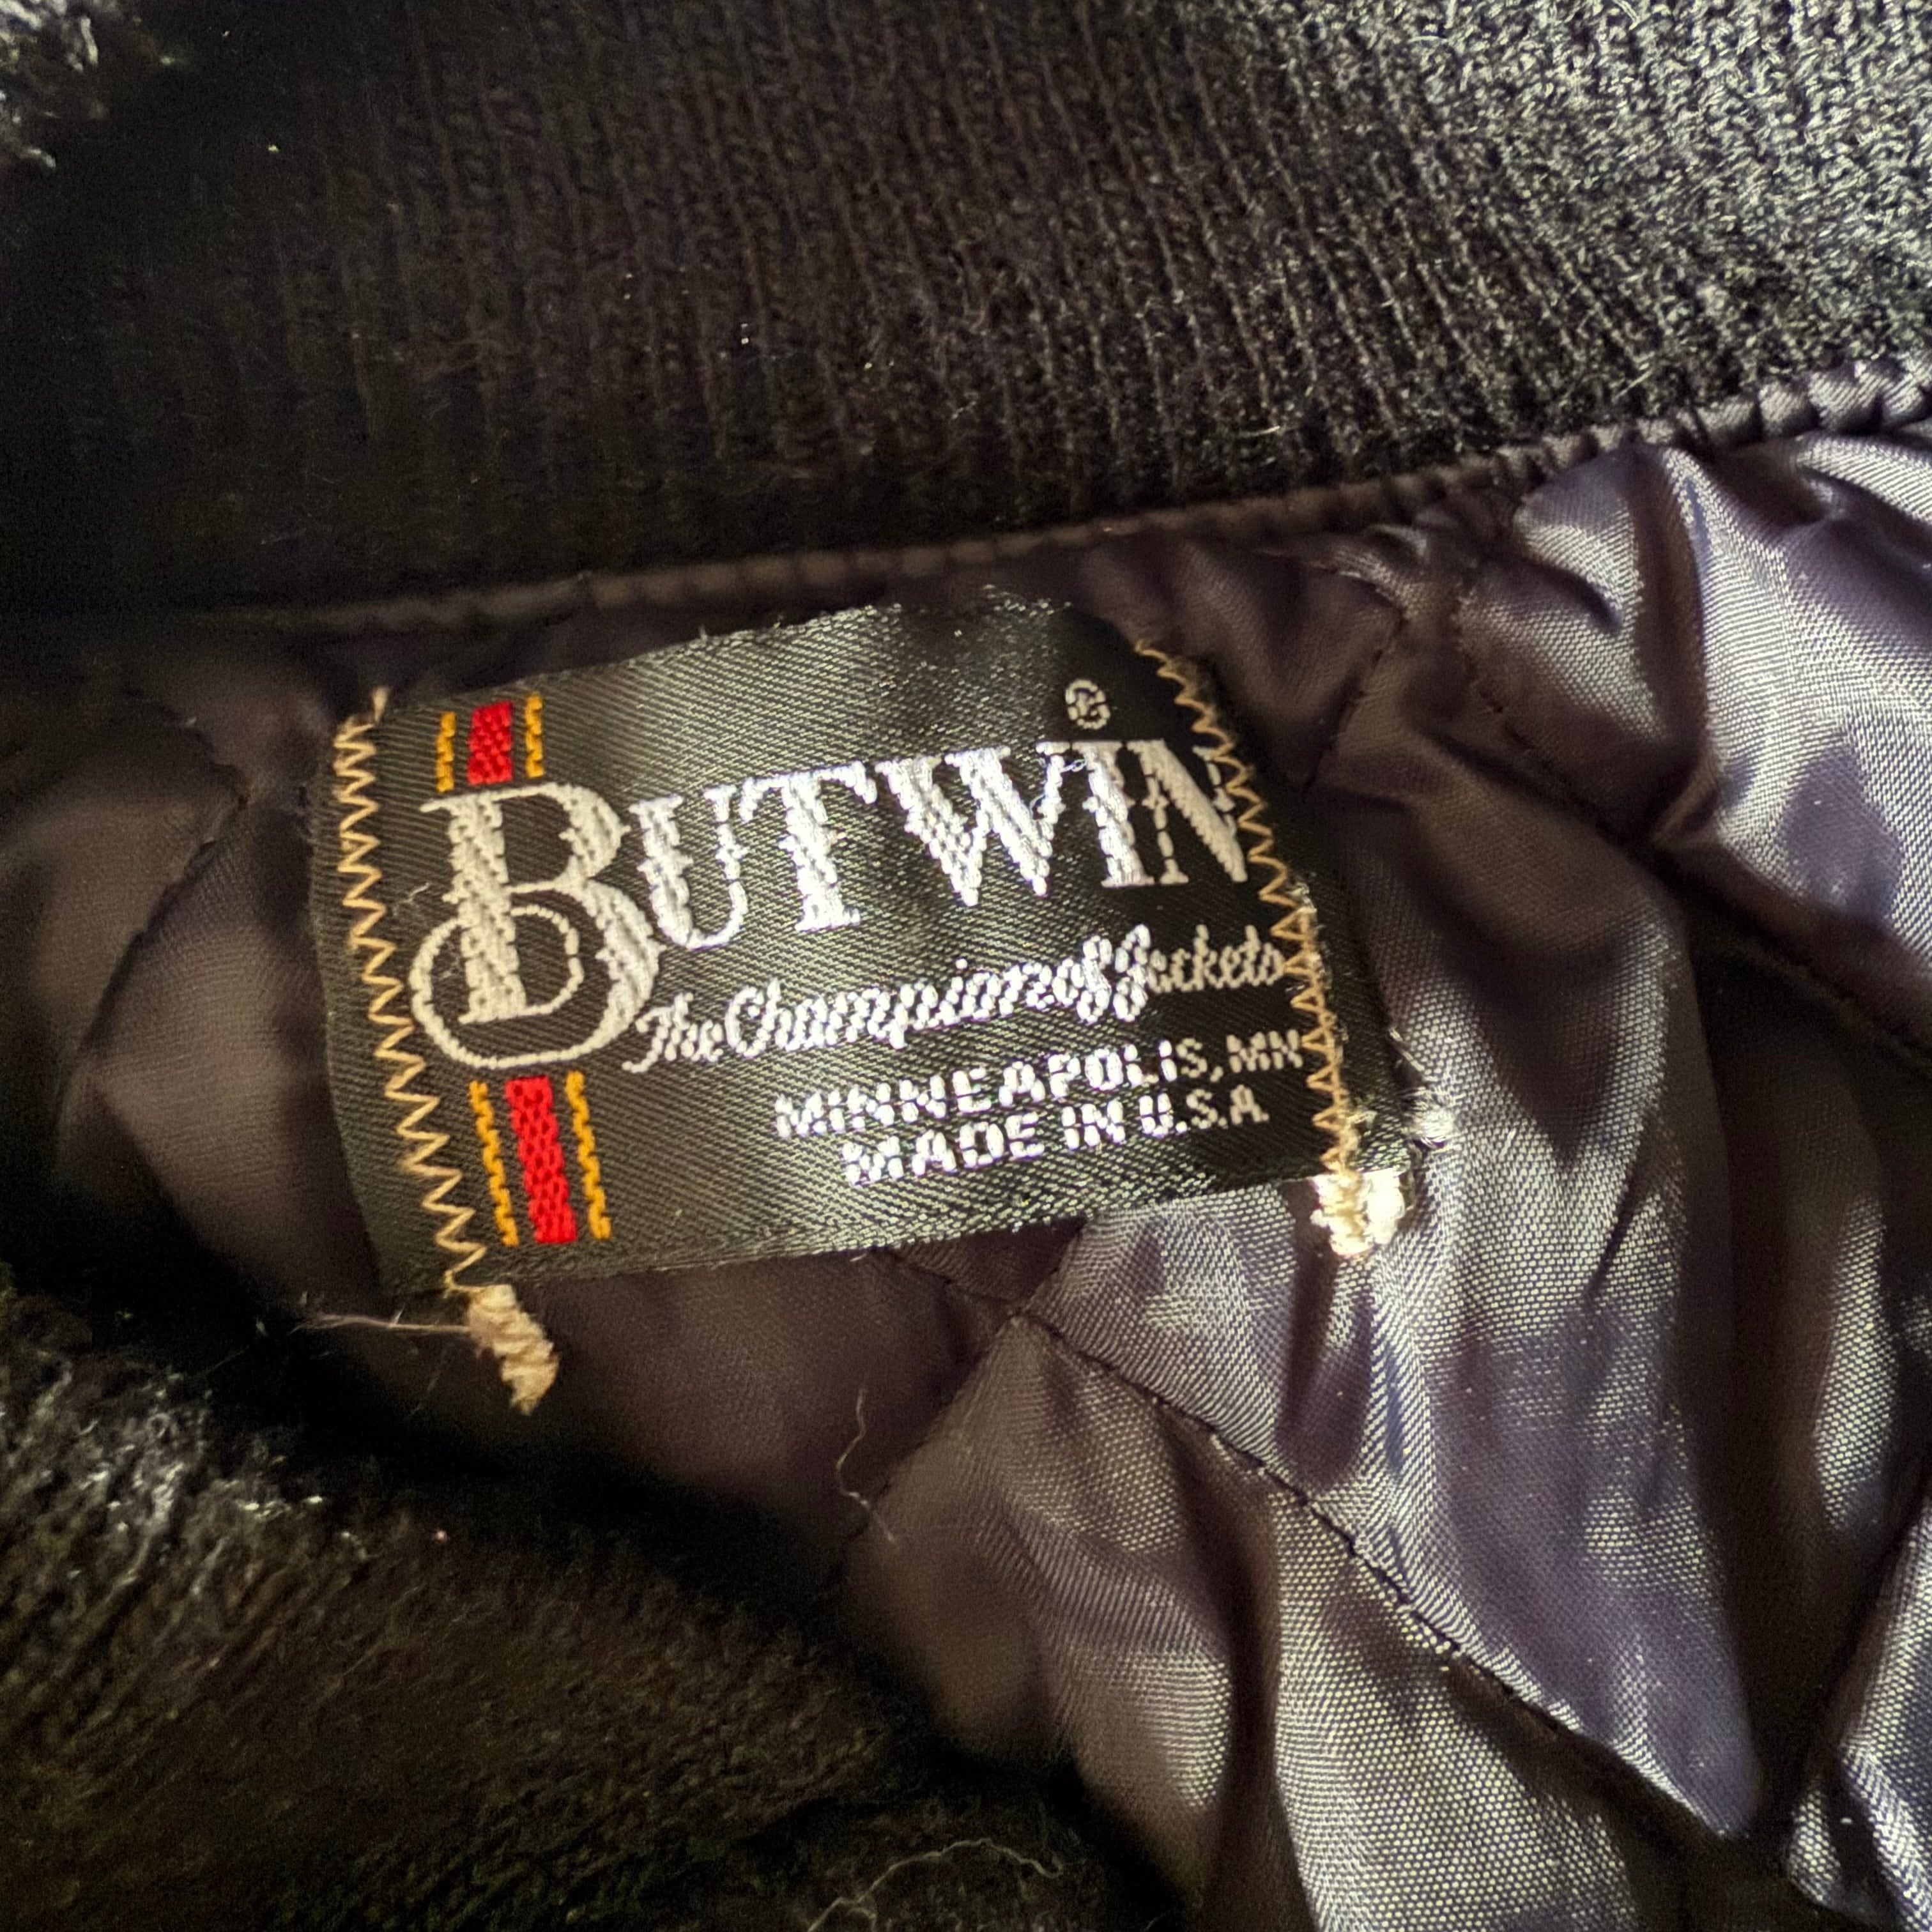 ®
BUTWIN
The Champion of Jackets
MINNEAPOLIS, MN
MADE IN U.S.A.